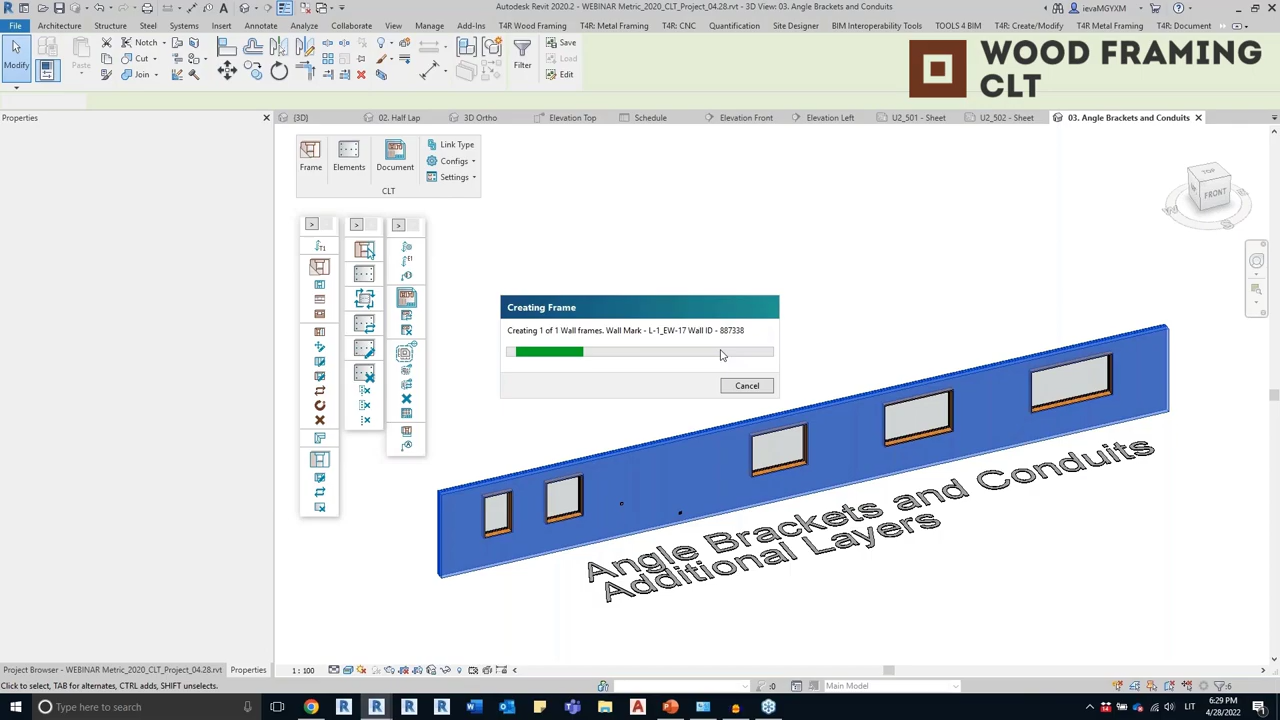 Autodesk Revit 2020.2 - WEBINAR Metric_2020_CLT_Project_04.28.rvt - 3D View: 03. Angle Brackets and Conduits
ievaMGYXM
File Architecture Structure Steel Systems Insert Annotate Analyze Collaborate View Manage Add-Ins T4R Wood Framing T4R: Metal Framing T4R: CNC Quantification Site Designer BIM Interoperability Tools TOOLS 4 BIM T4R: Create/Modify T4R Metal Framing T4R: Document
Modify Paste Notch Cut Join Filter Save Load Edit
WOOD FRAMING
CLT
Properties
{3D} 02. Half Lap 3D Ortho Elevation Top Schedule Elevation Front Elevation Left U2_501 - Sheet U2_502 - Sheet 03. Angle Brackets and Conduits
Frame Elements Document Link Type
Configs
Settings
CLT
TOP
FRONT
Creating Frame
Creating 1 of 1 Wall frames. Wall Mark - L-1_EW-17 Wall ID - 887338
Cancel
Angle Brackets and Conduits
Additional Layers
Project Browser - WEBINAR Metric_2020_CLT_Project_04.28.rvt Properties
1 : 100
Click to select, TAB for alternates, CTRL adds, SHIFT unselects.
:0 Main Model :6
Type here to search
LIT
6:29 PM
4/28/2022